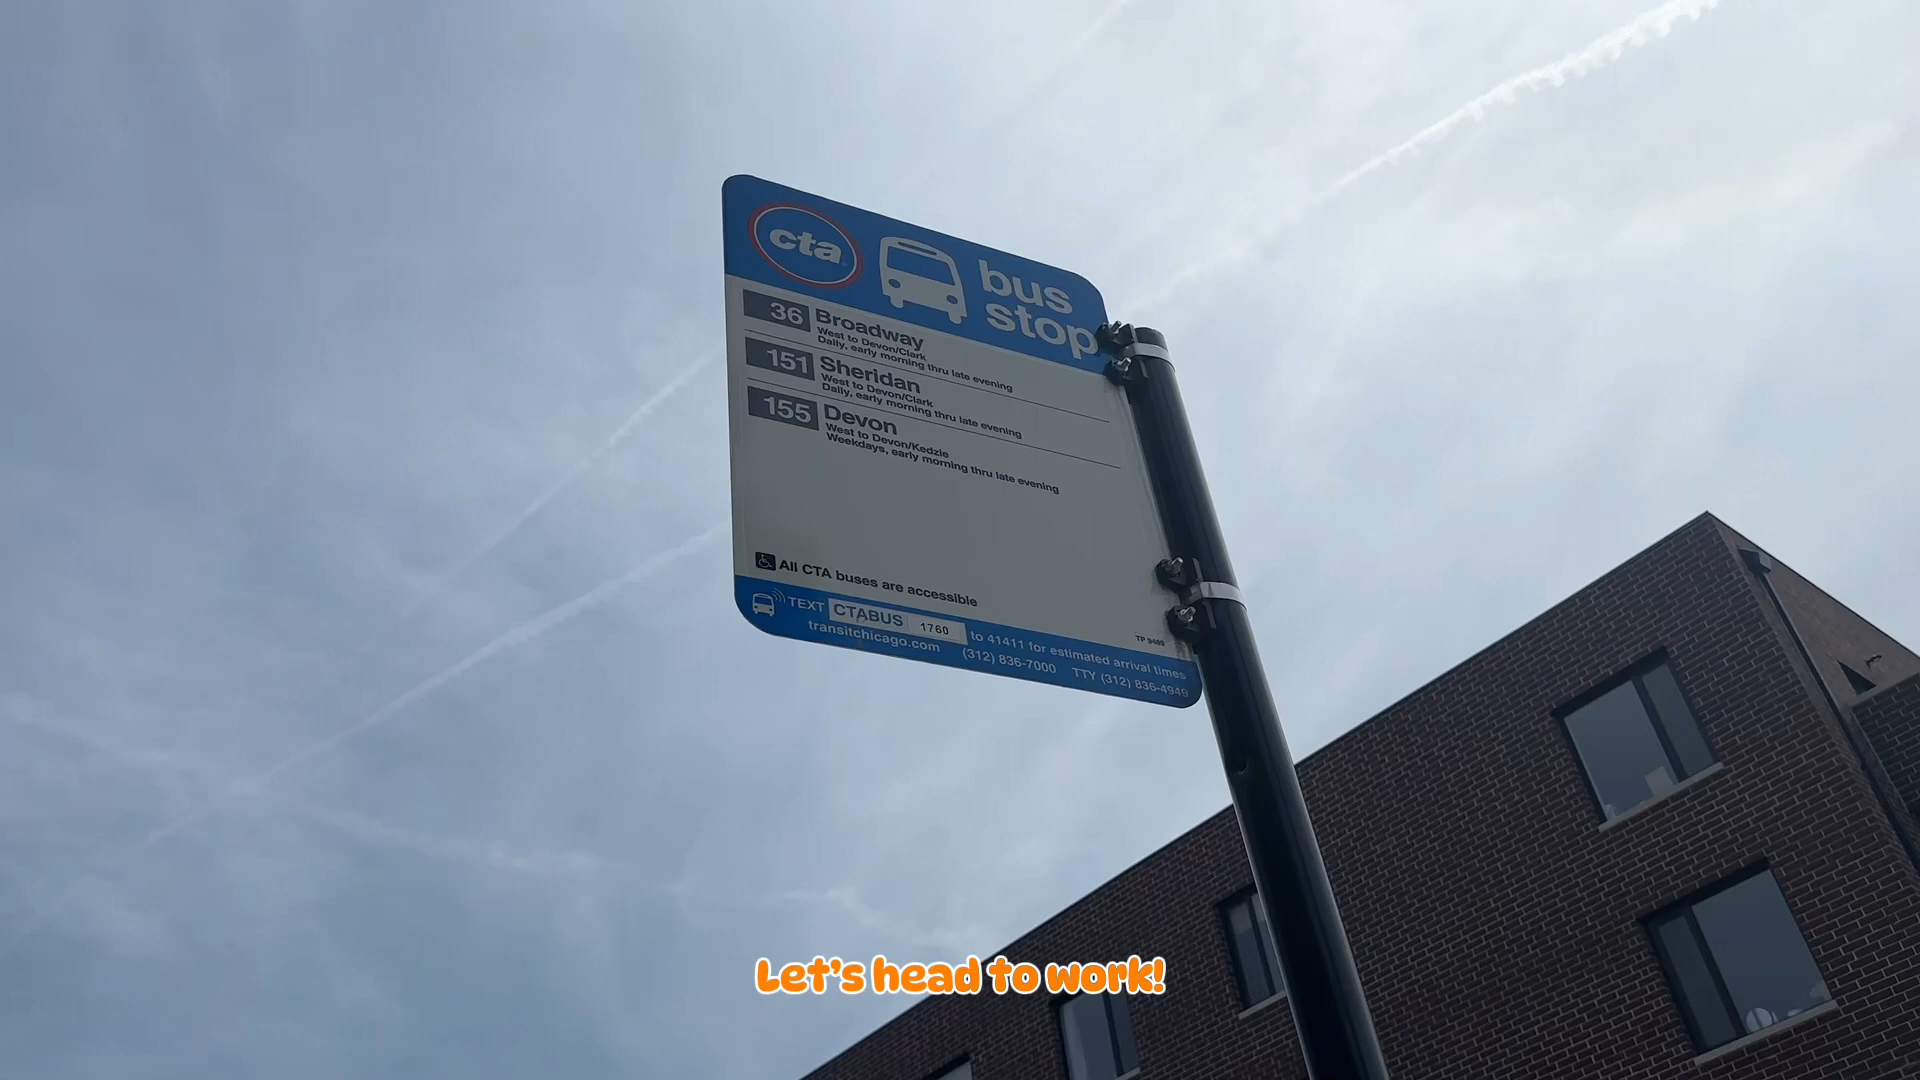 cta
bus
stop
36 Broadway
West to Devon/Clark
Daily, early morning thru late evening
151 Sheridan
West to Devon/Clark
Daily, early morning thru late evening
155 Devon
West to Devon/Kedzie
Weekdays, early morning thru late evening
All CTA buses are accessible
TP 9489
TEXT CTABUS 1760 to 41411 for estimated arrival times
transitchicago.com (312) 836-7000 TTY (312) 836-4949
Let's head to work!